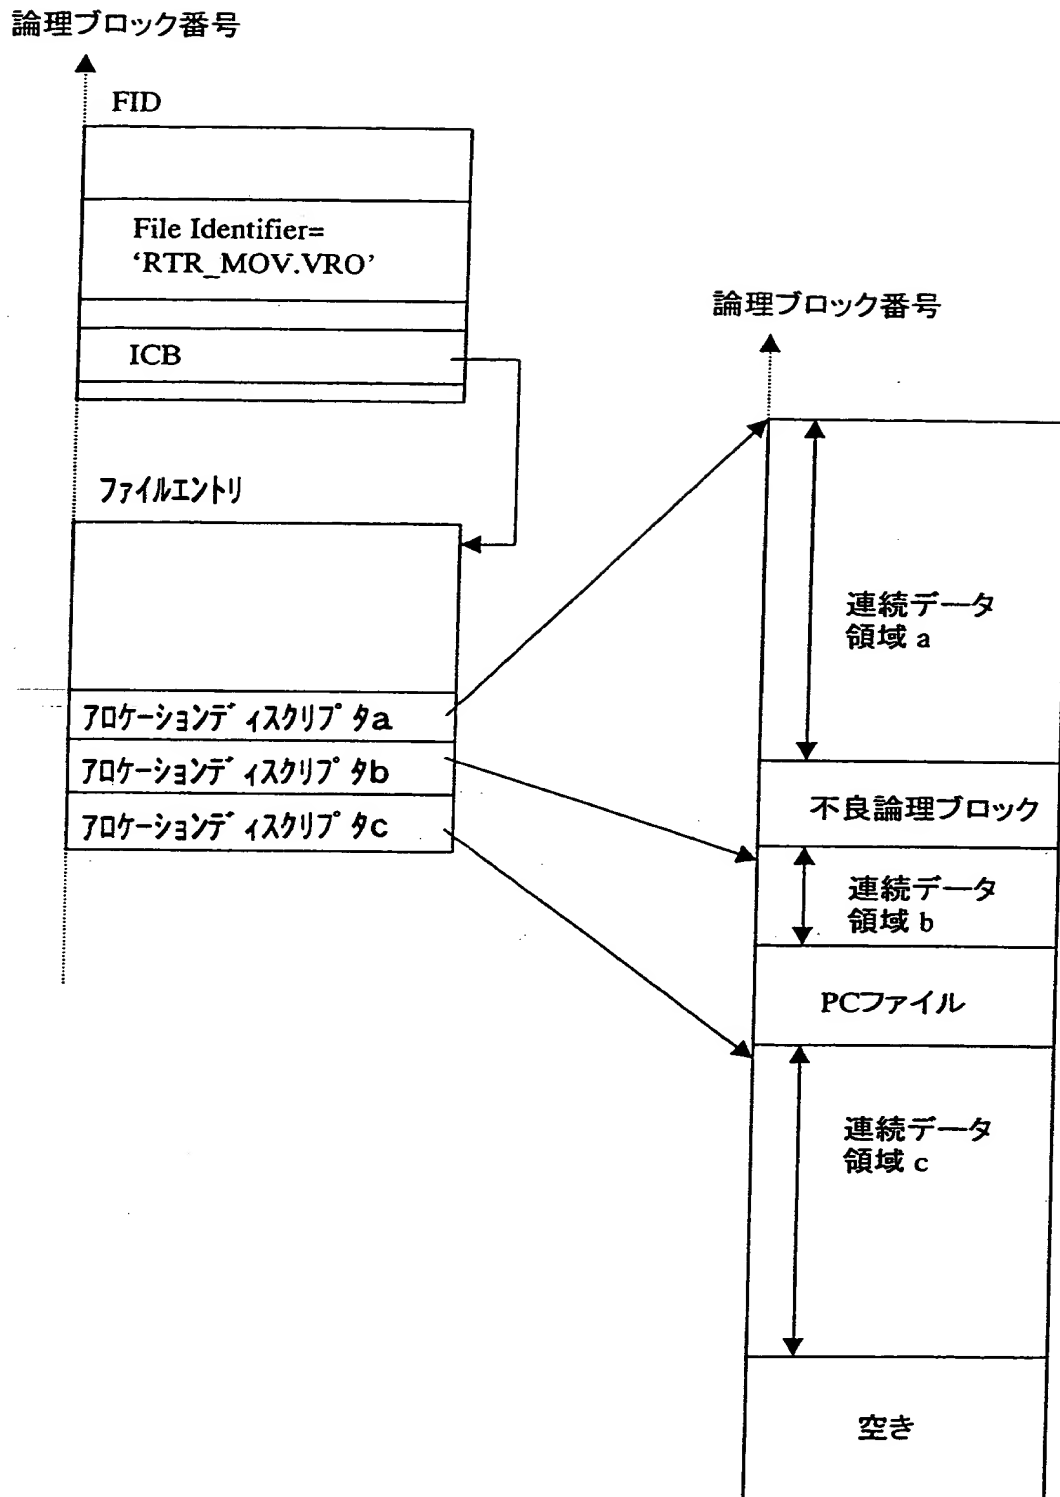 論理ブロック番号
FID
File Identifier=
‘RTR_MOV.VRO’
ICB
ファイルエントリ
アロケーションディスクリプタa
アロケーションディスクリプタb
アロケーションディスクリプタc
論理ブロック番号
連続データ
領域 a
不良論理ブロック
連続データ
領域 b
PCファイル
連続データ
領域 c
空き